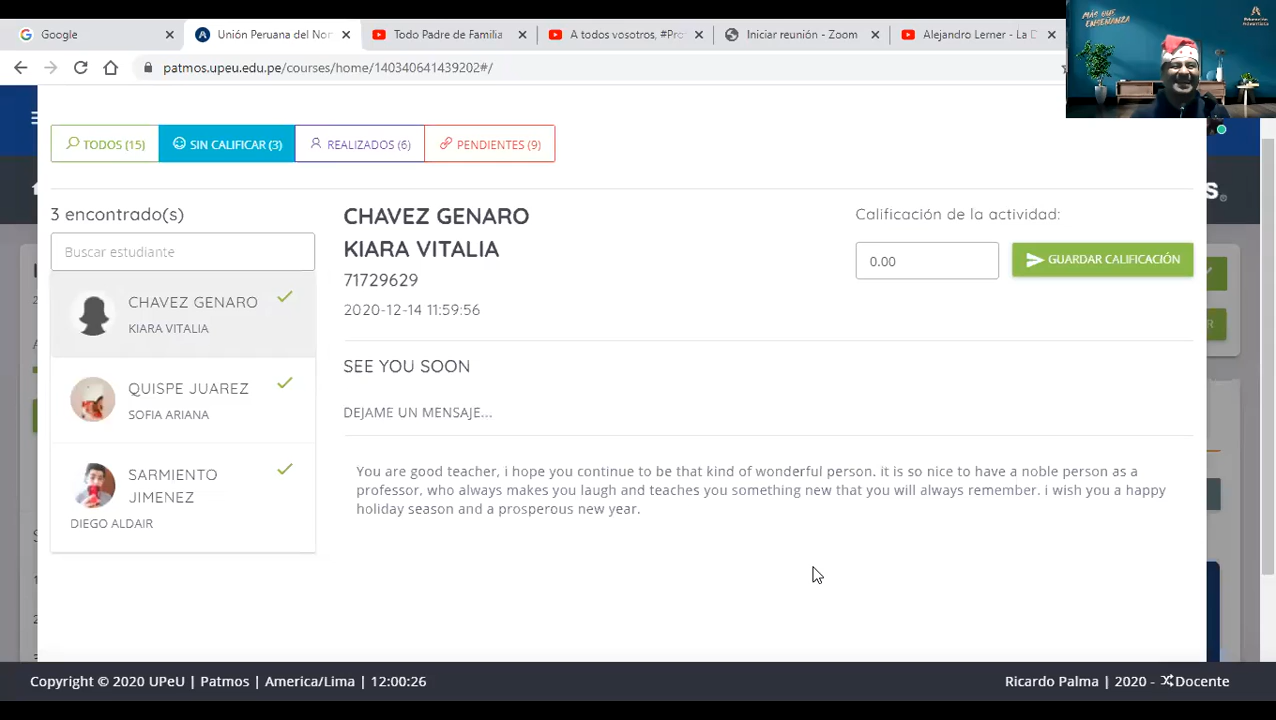 Google
Unión Peruana del Nor
Todo Padre de Familia
A todos vosotros, #Pro
Iniciar reunión - Zoom
Alejandro Lerner - La D
MÁS QUE
ENSEÑANZA
patmos.upeu.edu.pe/courses/home/140340641439202#/
TODOS (15)
SIN CALIFICAR (3)
REALIZADOS (6)
PENDIENTES (9)
3 encontrado(s)
Buscar estudiante
CHAVEZ GENARO
KIARA VITALIA
QUISPE JUAREZ
SOFIA ARIANA
SARMIENTO
JIMENEZ
DIEGO ALDAIR
CHAVEZ GENARO
KIARA VITALIA
71729629
2020-12-14 11:59:56
Calificación de la actividad:
0.00
GUARDAR CALIFICACIÓN
SEE YOU SOON
DEJAME UN MENSAJE...
You are good teacher, i hope you continue to be that kind of wonderful person. it is so nice to have a noble person as a
professor, who always makes you laugh and teaches you something new that you will always remember. i wish you a happy
holiday season and a prosperous new year.
Copyright © 2020 UPeU | Patmos | America/Lima | 12:00:26
Ricardo Palma | 2020 - Docente